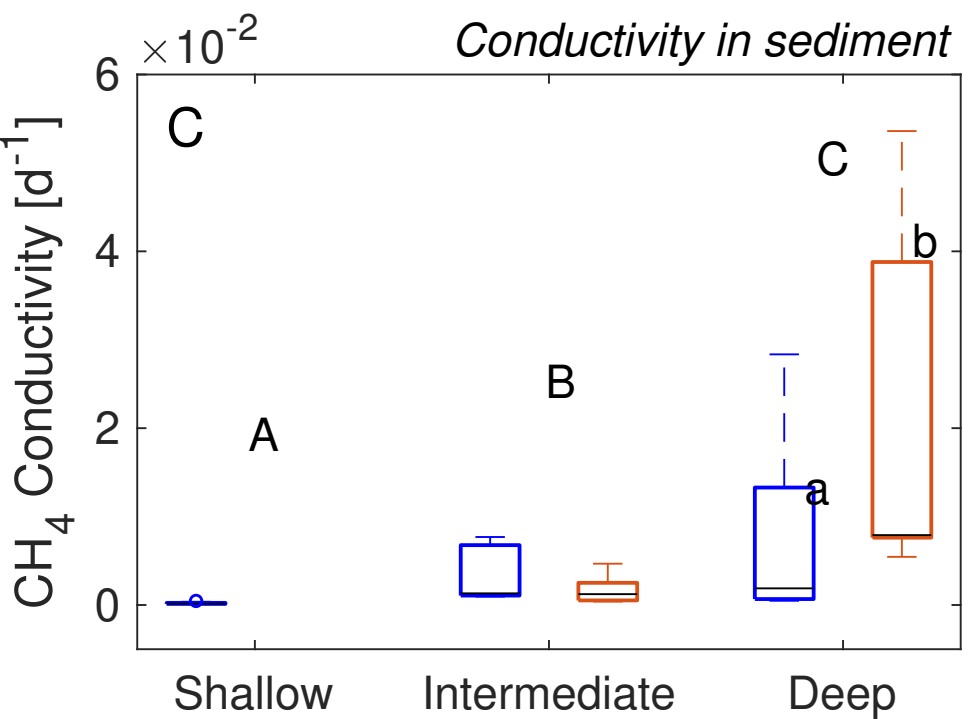 ×10-2
Conductivity in sediment
6
C
C
b
4
B
2
A
a
0
CH4 Conductivity [d-1]
Shallow
Intermediate
Deep